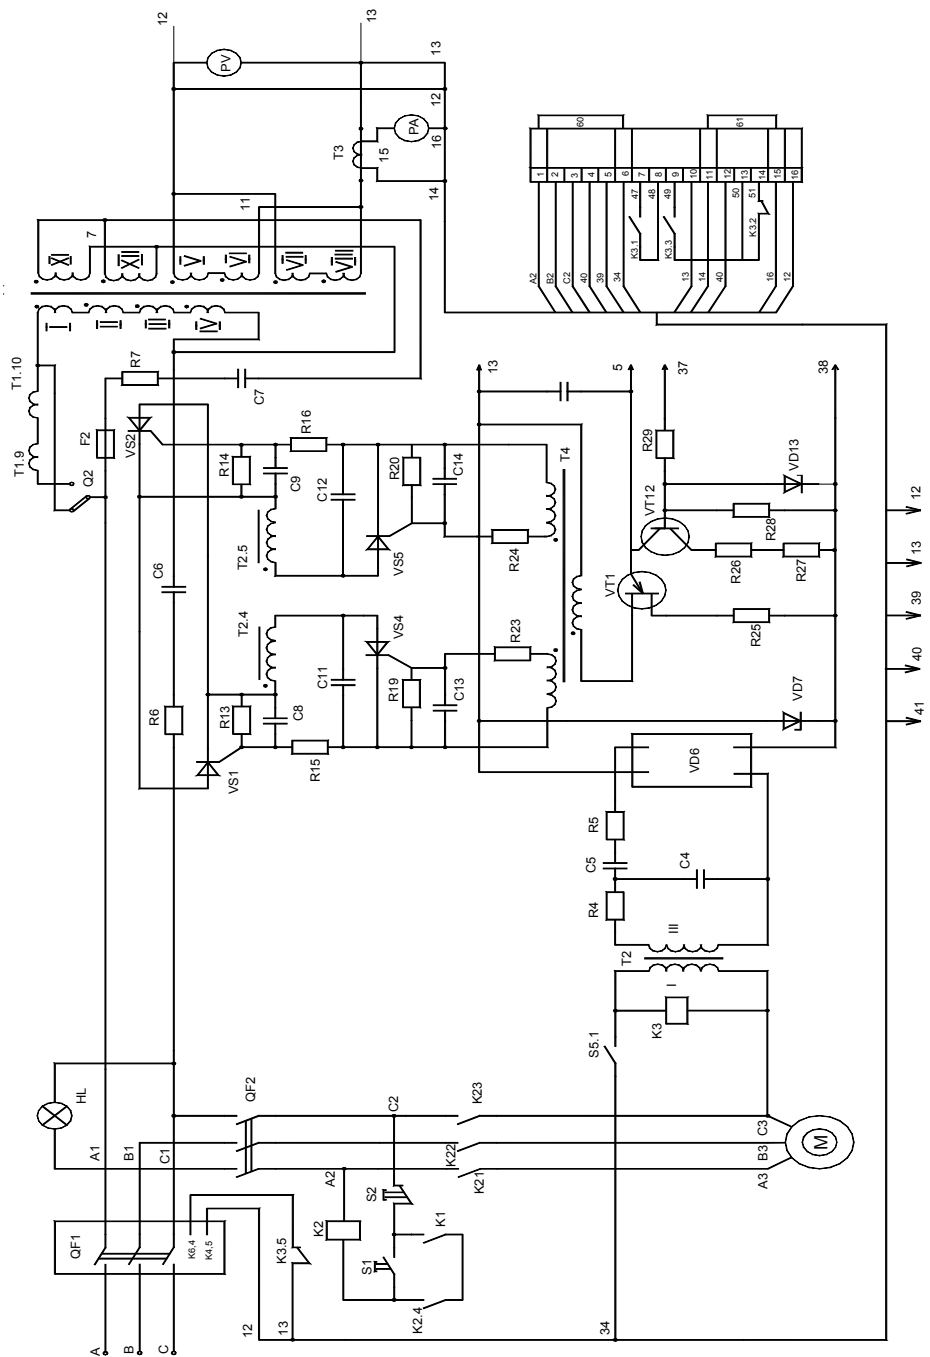 12
13
PV
13
12
T3
15
PA
16
14
11
7
XI
XII
V
VI
VII
VIII
I
II
III
IV
60
61
1
2
3
4
5
6
7
8
9
10
11
12
13
14
15
16
47
48
49
50
51
K3.1
K3.3
K3.2
A2
B2
C2
40
39
34
13
14
40
16
12
T1.10
T1.9
Q2
F2
R7
C7
VS2
R14
C9
R16
C12
R20
C14
T2.5
VS5
R24
T4
C6
T2.4
C11
VS4
R23
R19
C13
R6
R13
C8
R15
VS1
13
5
37
38
R29
VT12
VD13
R28
R26
R27
VT1
R25
VD7
VD6
12
13
39
40
41
R5
C5
C4
R4
T2
III
I
K3
S5.1
HL
A1
B1
C1
QF2
C2
K23
K22
K21
C3
B3
A3
M
QF1
K6,4
K4,5
K3.5
A2
K2
S2
S1
K1
K2.4
A
B
C
12
13
34